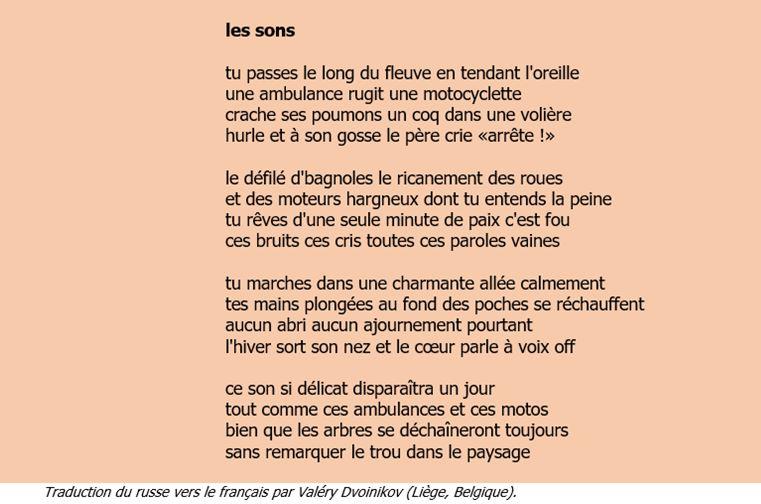 les sons
tu passes le long du fleuve en tendant l'oreille
une ambulance rugit une motocyclette
crache ses poumons un coq dans une volière
hurle et à son gosse le père crie «arrête !»
le défilé d'bagnoles le ricanement des roues
et des moteurs hargneux dont tu entends la peine
tu rêves d'une seule minute de paix c'est fou
ces bruits ces cris toutes ces paroles vaines
tu marches dans une charmante allée calmement
tes mains plongées au fond des poches se réchauffent
aucun abri aucun ajournement pourtant
l'hiver sort son nez et le cœur parle à voix off
ce son si délicat disparaîtra un jour
tout comme ces ambulances et ces motos
bien que les arbres se déchaîneront toujours
sans remarquer le trou dans le paysage
Traduction du russe vers le français par Valéry Dvoinikov (Liège, Belgique).